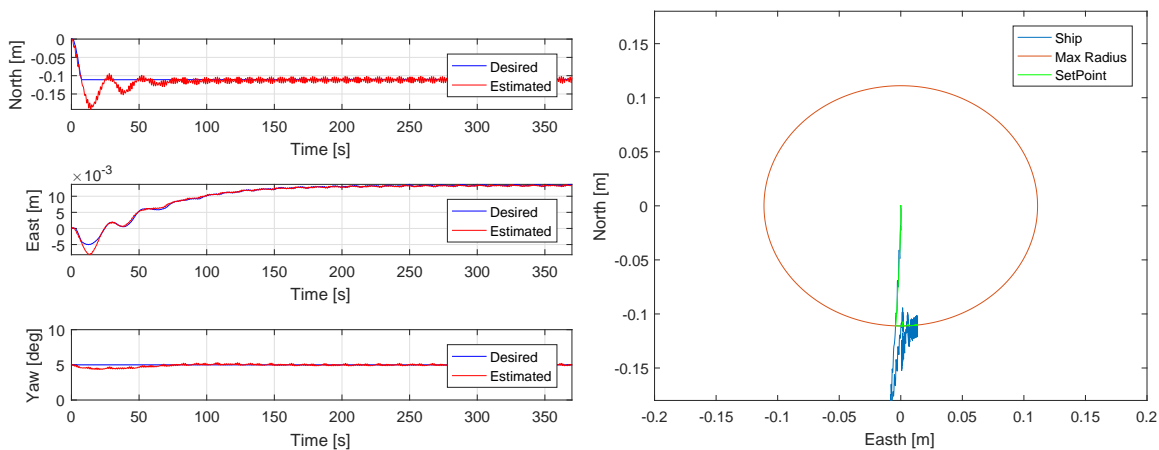 North [m]
0
-0.05
-0.1
-0.15
0 50 100 150 200 250 300 350
Time [s]
Desired
Estimated
×10⁻³
East [m]
10
5
0
-5
0 50 100 150 200 250 300 350
Time [s]
Desired
Estimated
Yaw [deg]
10
5
0
0 50 100 150 200 250 300 350
Time [s]
Desired
Estimated
North [m]
0.15
0.1
0.05
0
-0.05
-0.1
-0.15
-0.2 -0.15 -0.1 -0.05 0 0.05 0.1 0.15 0.2
Easth [m]
Ship
Max Radius
SetPoint